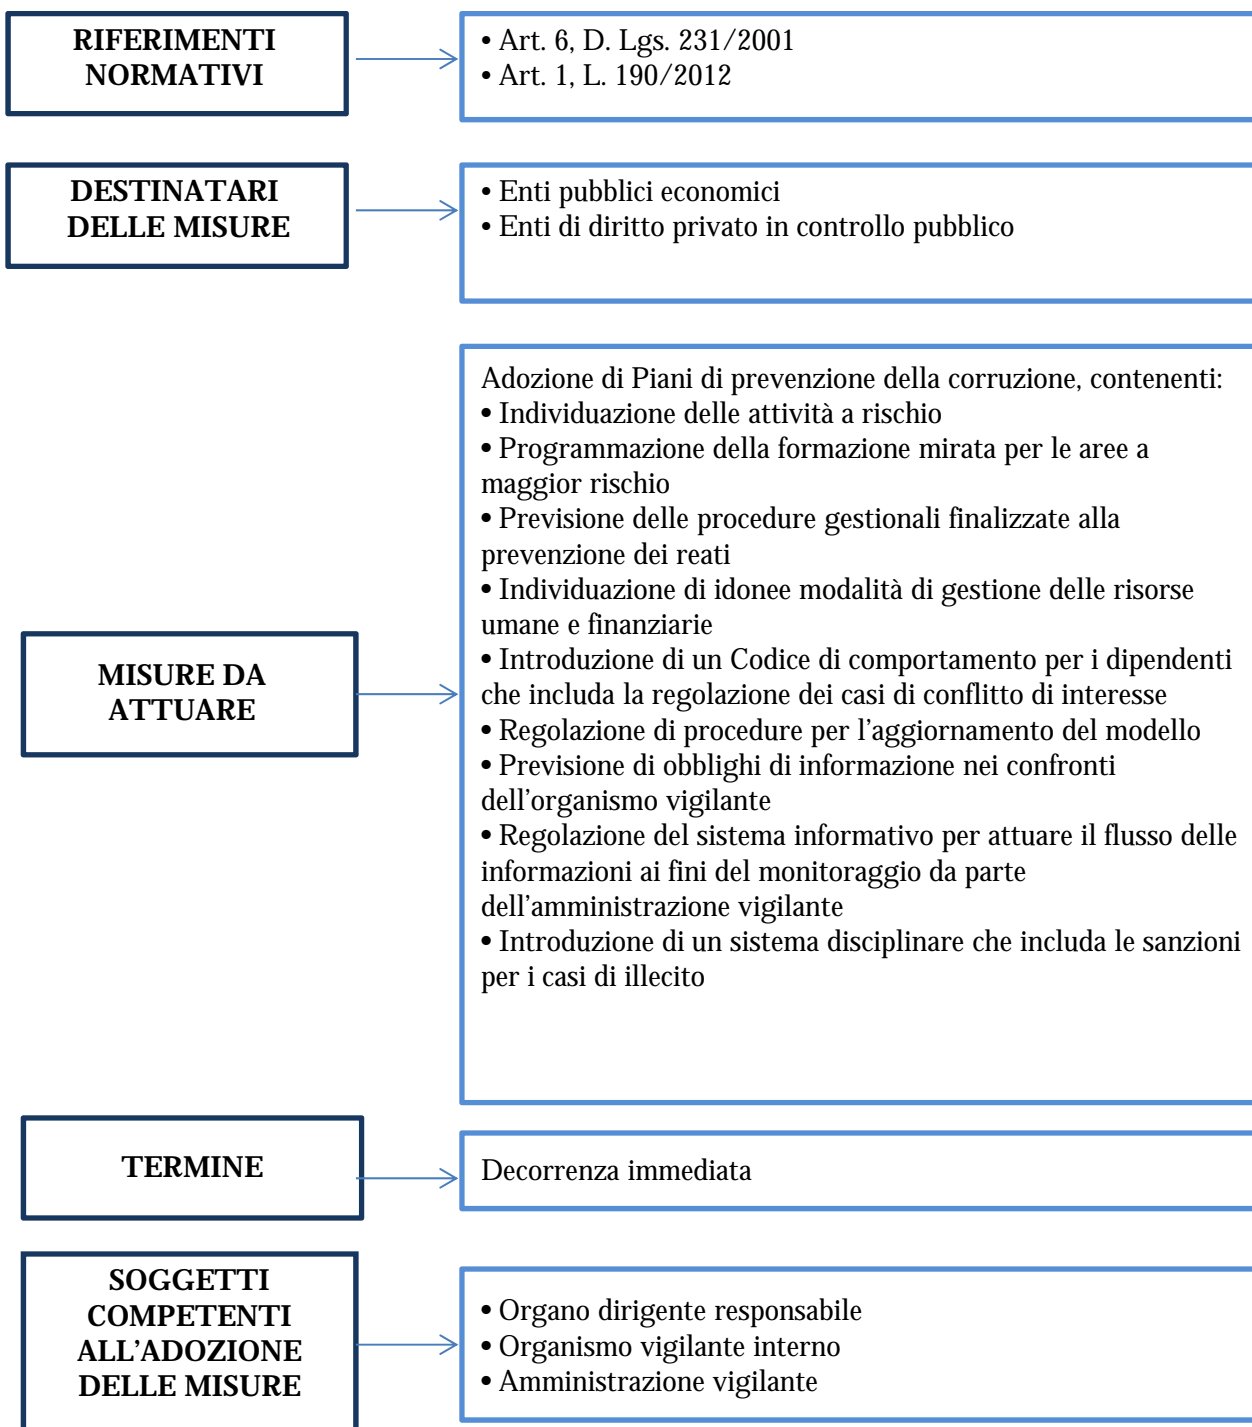 RIFERIMENTI
NORMATIVI
• Art. 6, D. Lgs. 231/2001
• Art. 1, L. 190/2012
DESTINATARI
DELLE MISURE
• Enti pubblici economici
• Enti di diritto privato in controllo pubblico
MISURE DA
ATTUARE
Adozione di Piani di prevenzione della corruzione, contenenti:
• Individuazione delle attività a rischio
• Programmazione della formazione mirata per le aree a
maggior rischio
• Previsione delle procedure gestionali finalizzate alla
prevenzione dei reati
• Individuazione di idonee modalità di gestione delle risorse
umane e finanziarie
• Introduzione di un Codice di comportamento per i dipendenti
che includa la regolazione dei casi di conflitto di interesse
• Regolazione di procedure per l'aggiornamento del modello
• Previsione di obblighi di informazione nei confronti
dell'organismo vigilante
• Regolazione del sistema informativo per attuare il flusso delle
informazioni ai fini del monitoraggio da parte
dell'amministrazione vigilante
• Introduzione di un sistema disciplinare che includa le sanzioni
per i casi di illecito
TERMINE
Decorrenza immediata
SOGGETTI
COMPETENTI
ALL'ADOZIONE
DELLE MISURE
• Organo dirigente responsabile
• Organismo vigilante interno
• Amministrazione vigilante